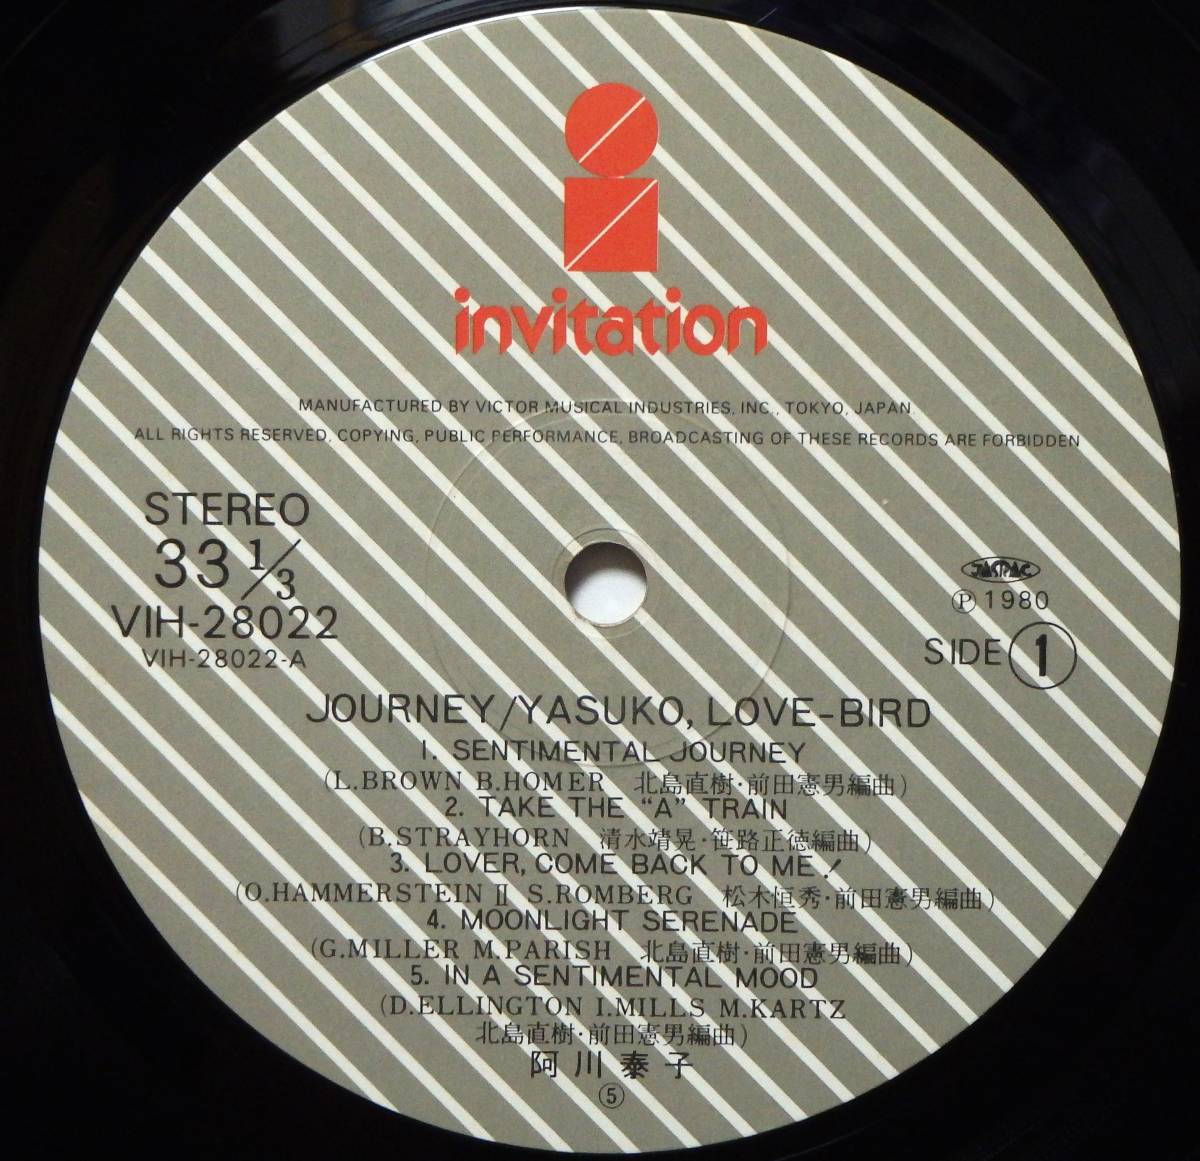 invitation
MANUFACTURED BY VICTOR MUSICAL INDUSTRIES, INC., TOKYO, JAPAN.
ALL RIGHTS RESERVED, COPYING, PUBLIC PERFORMANCE, BROADCASTING OF THESE RECORDS ARE FORBIDDEN
STEREO
33 1/3
VIH-28022
VIH-28022-A
JASRAC
Ⓟ1980
SIDE 1
JOURNEY/YASUKO, LOVE-BIRD
1. SENTIMENTAL JOURNEY
(L.BROWN B.HOMER 北島直樹・前田憲男編曲)
2. TAKE THE "A" TRAIN
(B.STRAYHORN 清水靖晃・笹路正徳編曲)
3. LOVER, COME BACK TO ME!
(O.HAMMERSTEIN II S.ROMBERG 松木恒秀・前田憲男編曲)
4. MOONLIGHT SERENADE
(G.MILLER M.PARISH 北島直樹・前田憲男編曲)
5. IN A SENTIMENTAL MOOD
(D.ELLINGTON I.MILLS M.KARTZ
北島直樹・前田憲男編曲)
阿川泰子
⑤